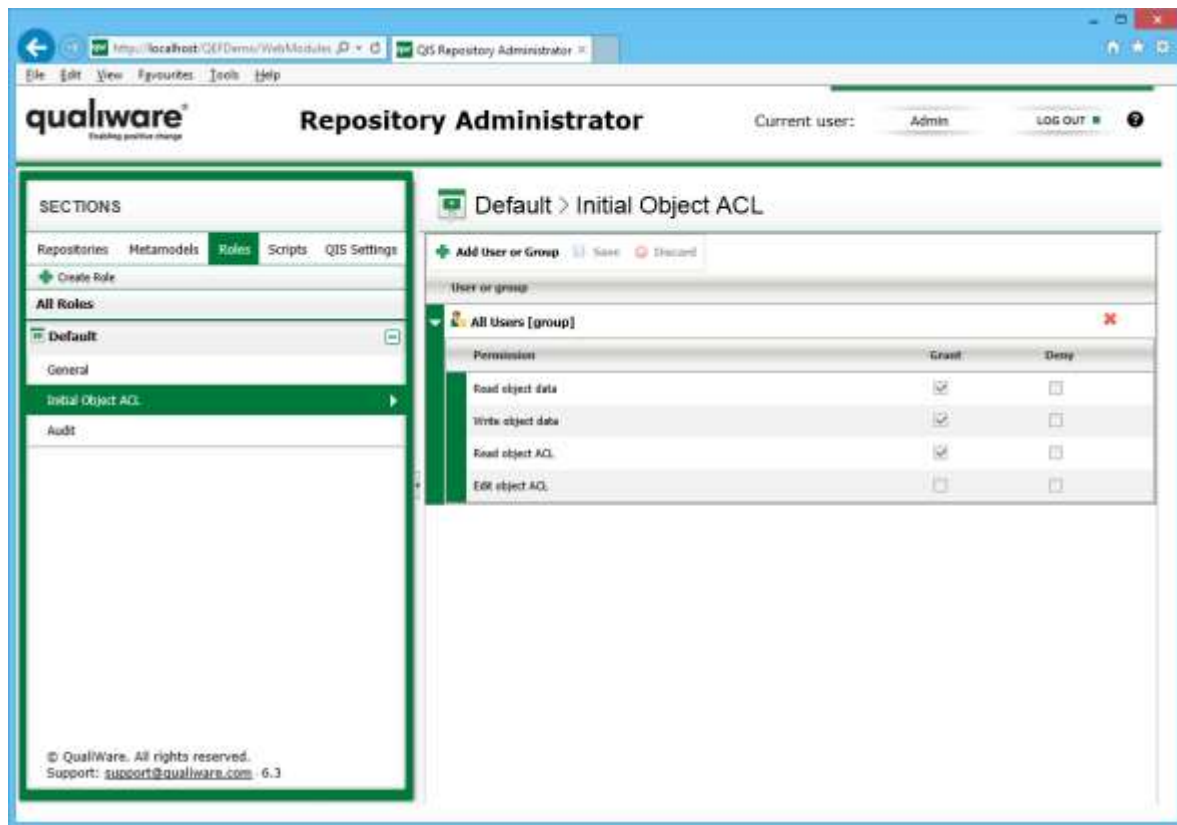 http://localhost/QEFDemo/WebModules
QIS Repository Administrator
File Edit View Favourites Tools Help
qualiware
Enabling positive change
Repository Administrator
Current user:
Admin
LOG OUT
SECTIONS
Default > Initial Object ACL
Repositories Metamodels Roles Scripts QIS Settings
Add User or Group Save Discard
Create Role
User or group
All Roles
All Users [group]
Default
Permission Grant Deny
General
Read object data
Initial Object ACL
Write object data
Audit
Read object ACL
Edit object ACL
© QualiWare. All rights reserved.
Support: support@qualiware.com - 6.3